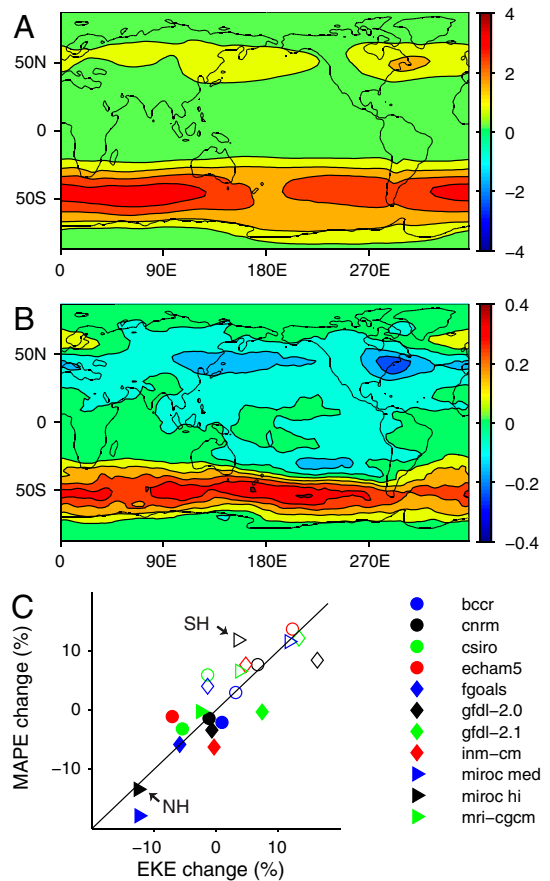 A
50N
0
50S
0
90E
180E
270E
4
2
0
−2
−4
B
50N
0
50S
0
90E
180E
270E
0.4
0.2
0
−0.2
−0.4
C
MAPE change (%)
10
0
−10
−10
0
10
EKE change (%)
SH
NH
bccr
cnrm
csiro
echam5
fgoals
gfdl−2.0
gfdl−2.1
inm−cm
miroc med
miroc hi
mri−cgcm